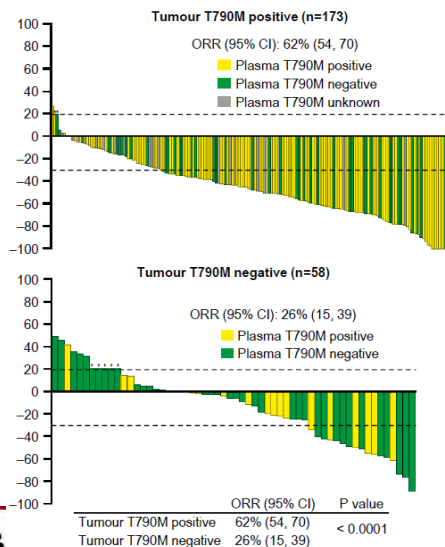 Tumour T790M positive (n=173)
ORR (95% CI): 62% (54, 70)
Plasma T790M positive
Plasma T790M negative
Plasma T790M unknown
100
80
60
40
20
0
−20
−40
−60
−80
−100
Tumour T790M negative (n=58)
ORR (95% CI): 26% (15, 39)
Plasma T790M positive
Plasma T790M negative
100
80
60
40
20
0
−20
−40
−60
−80
−100
ORR (95% CI) P value
Tumour T790M positive 62% (54, 70)
< 0.0001
Tumour T790M negative 26% (15, 39)